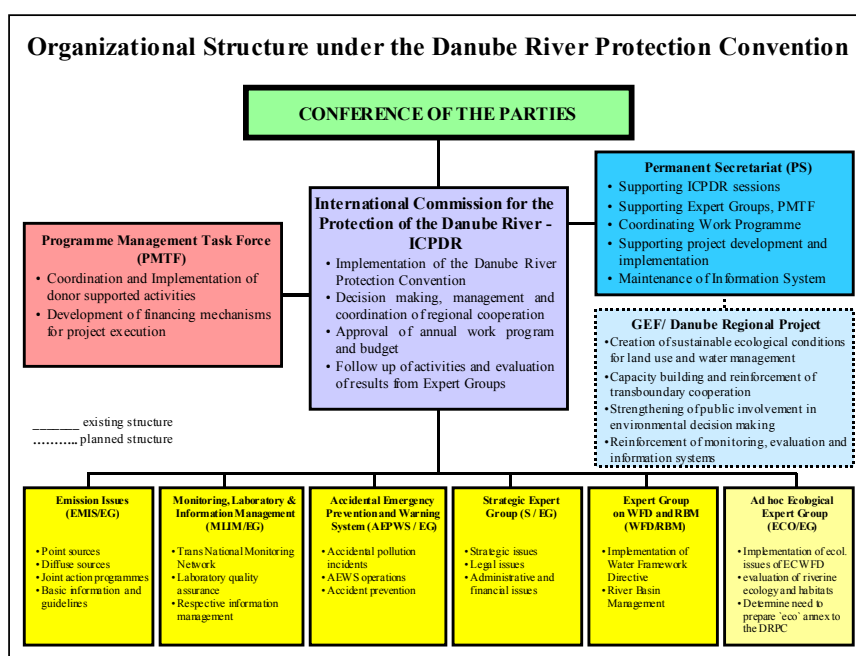 Organizational Structure under the Danube River Protection Convention
CONFERENCE OF THE PARTIES
Permanent Secretariat (PS)
• Supporting ICPDR sessions
• Supporting Expert Groups, PMTF
• Coordinating Work Programme
• Supporting project development and
implementation
• Maintenance of Information System
International Commission for the
Protection of the Danube River -
ICPDR
• Implementation of the Danube River
Protection Convention
• Decision making, management and
coordination of regional cooperation
• Approval of annual work program
and budget
• Follow up of activities and evaluation
of results from Expert Groups
Programme Management Task Force
(PMTF)
• Coordination and Implementation of
donor supported activities
• Development of financing mechanisms
for project execution
GEF/ Danube Regional Project
•Creation of sustainable ecological conditions
for land use and water management
•Capacity building and reinforcement of
transboundary cooperation
•Strengthening of public involvement in
environmental decision making
•Reinforcement of monitoring, evaluation and
information systems
_______ existing structure
……….. planned structure
Emission Issues
(EMIS/EG)
• Point sources
• Diffuse sources
• Joint action programmes
• Basic information and
guidelines
Monitoring, Laboratory &
Information Management
(MLIM/EG)
• TransNational Monitoring
Network
• Laboratory quality
assurance
• Respective information
management
Accidental Emergency
Prevention and Warning
System (AEPWS / EG)
• Accidental pollution
incidents
• AEWS operations
• Accident prevention
Strategic Expert
Group (S / EG)
• Strategic issues
• Legal issues
• Administrative and
financial issues
Expert Group
on WFD and RBM
(WFD/RBM)
• Implementation of
Water Framework
Directive
• River Basin
Management
Ad hoc Ecological
Expert Group
(ECO/EG)
• Implementation of ecol.
issues of ECWFD
• evaluation of riverine
ecology and habitats
• Determine need to
prepare `eco` annex to
the DRPC